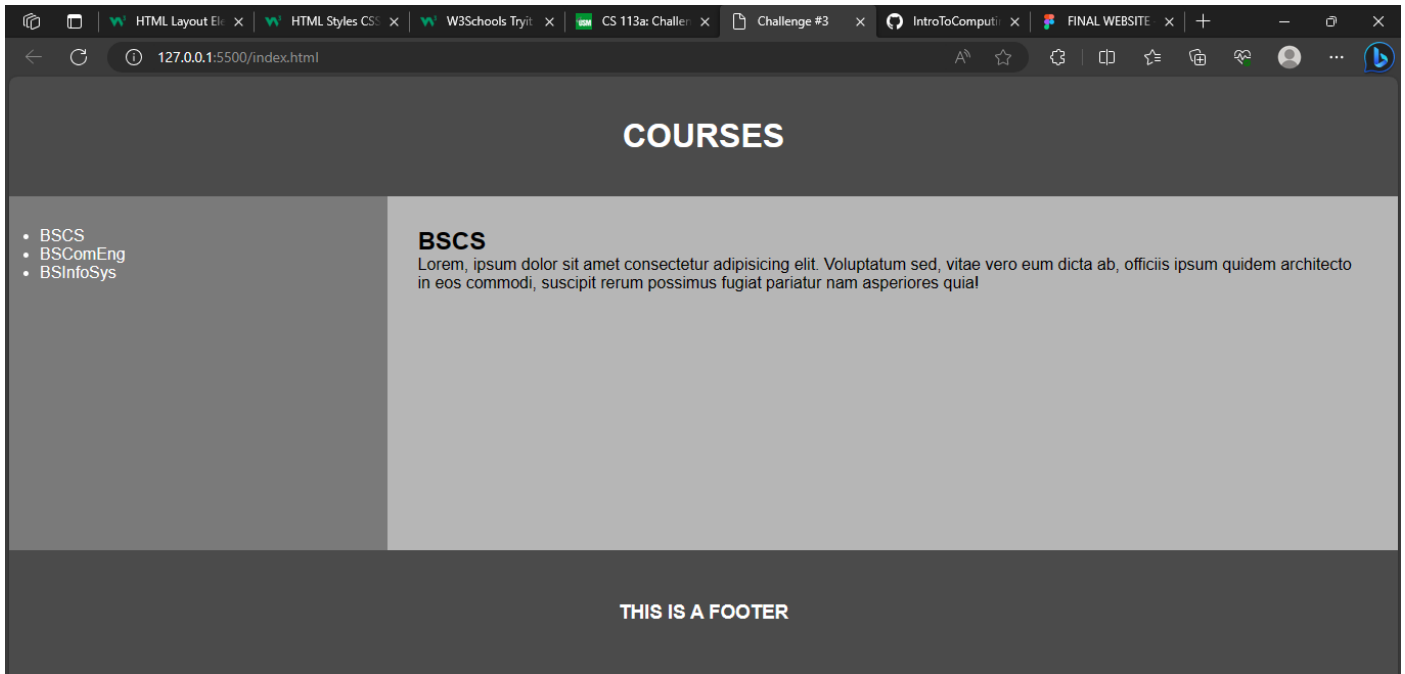 HTML Layout Ele
HTML Styles CSS
W3Schools Tryit
USM
CS 113a: Challen
Challenge #3
IntroToComputin
FINAL WEBSITE
127.0.0.1:5500/index.html
COURSES
• BSCS
• BSComEng
• BSInfoSys
BSCS
Lorem, ipsum dolor sit amet consectetur adipisicing elit. Voluptatum sed, vitae vero eum dicta ab, officiis ipsum quidem architecto
in eos commodi, suscipit rerum possimus fugiat pariatur nam asperiores quia!
THIS IS A FOOTER